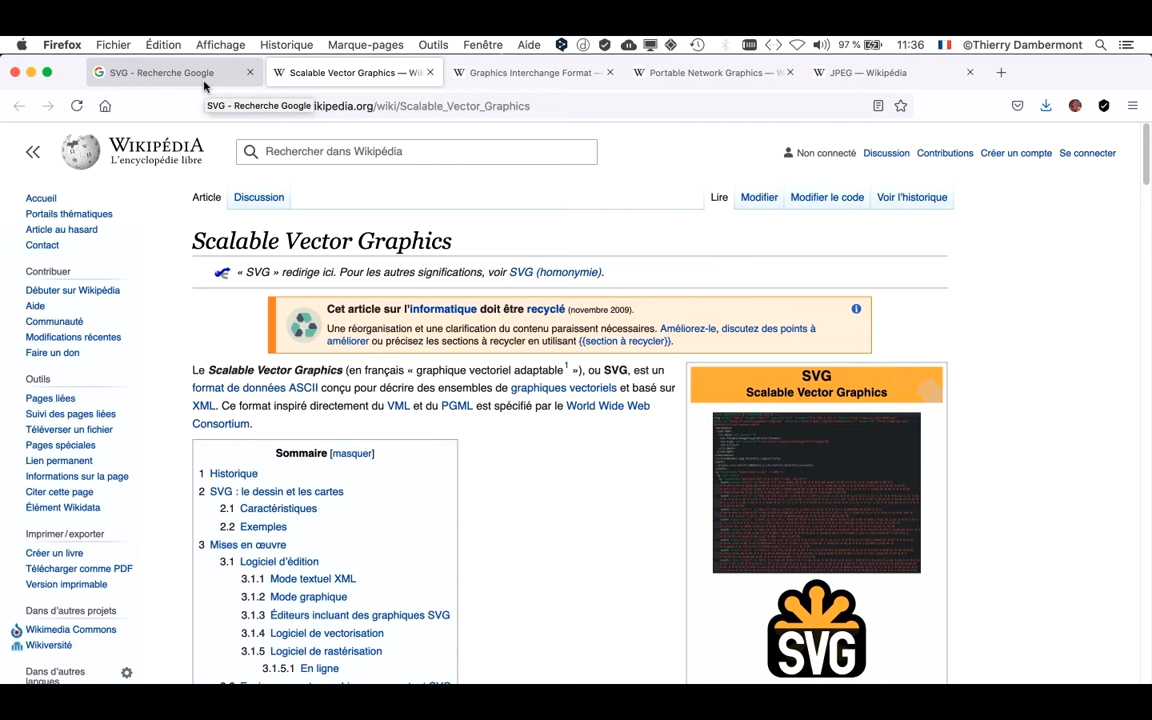 Firefox Fichier Édition Affichage Historique Marque-pages Outils Fenêtre Aide 97 % 11:36 ©Thierry Dambermont
SVG - Recherche Google
Scalable Vector Graphics — Wi
Graphics Interchange Format —
Portable Network Graphics — W
JPEG — Wikipédia
SVG - Recherche Google
ikipedia.org/wiki/Scalable_Vector_Graphics
WIKIPÉDIA
L'encyclopédie libre
Rechercher dans Wikipédia
Non connecté Discussion Contributions Créer un compte Se connecter
Accueil
Portails thématiques
Article au hasard
Contact
Contribuer
Débuter sur Wikipédia
Aide
Communauté
Modifications récentes
Faire un don
Outils
Pages liées
Suivi des pages liées
Téléverser un fichier
Pages spéciales
Lien permanent
Informations sur la page
Citer cette page
Élément Wikidata
Imprimer/exporter
Créer un livre
Télécharger comme PDF
Version imprimable
Dans d'autres projets
Wikimedia Commons
Wikiversité
Dans d'autres
langues
Article Discussion
Lire Modifier Modifier le code Voir l'historique
Scalable Vector Graphics
« SVG » redirige ici. Pour les autres significations, voir SVG (homonymie).
Cet article sur l'informatique doit être recyclé (novembre 2009).
Une réorganisation et une clarification du contenu paraissent nécessaires. Améliorez-le, discutez des points à
améliorer ou précisez les sections à recycler en utilisant {{section à recycler}}.
Le Scalable Vector Graphics (en français « graphique vectoriel adaptable1 »), ou SVG, est un
format de données ASCII conçu pour décrire des ensembles de graphiques vectoriels et basé sur
XML. Ce format inspiré directement du VML et du PGML est spécifié par le World Wide Web
Consortium.
Sommaire [masquer]
1 Historique
2 SVG : le dessin et les cartes
2.1 Caractéristiques
2.2 Exemples
3 Mises en œuvre
3.1 Logiciel d'édition
3.1.1 Mode textuel XML
3.1.2 Mode graphique
3.1.3 Éditeurs incluant des graphiques SVG
3.1.4 Logiciel de vectorisation
3.1.5 Logiciel de rastérisation
3.1.5.1 En ligne
SVG
Scalable Vector Graphics
SVG